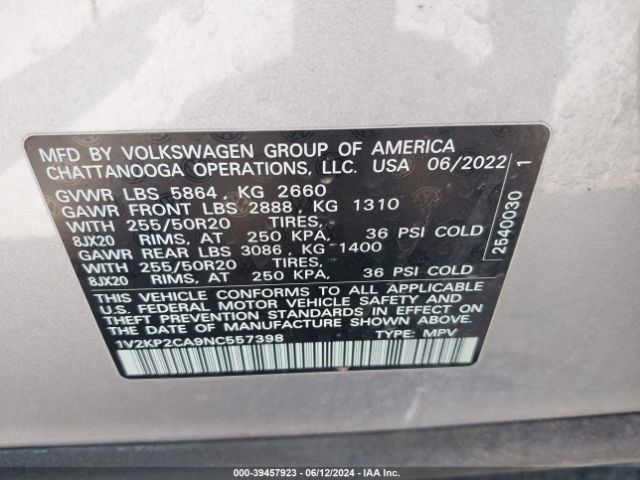 MFD BY VOLKSWAGEN GROUP OF AMERICA
CHATTANOOGA OPERATIONS, LLC. USA 06/2022
GVWR LBS 5864 , KG 2660
GAWR FRONT LBS 2888 , KG 1310
WITH 255/50R20 TIRES,
8JX20 RIMS, AT 250 KPA, 36 PSI COLD
GAWR REAR LBS 3086 , KG 1400
WITH 255/50R20 TIRES,
8JX20 RIMS, AT 250 KPA, 36 PSI COLD
THIS VEHICLE CONFORMS TO ALL APPLICABLE
U.S. FEDERAL MOTOR VEHICLE SAFETY AND
THEFT PREVENTION STANDARDS IN EFFECT ON
THE DATE OF MANUFACTURE SHOWN ABOVE.
1V2KP2CA9NC557398 TYPE: MPV
2540030 1
000-39457923 - 06/12/2024 - IAA Inc.